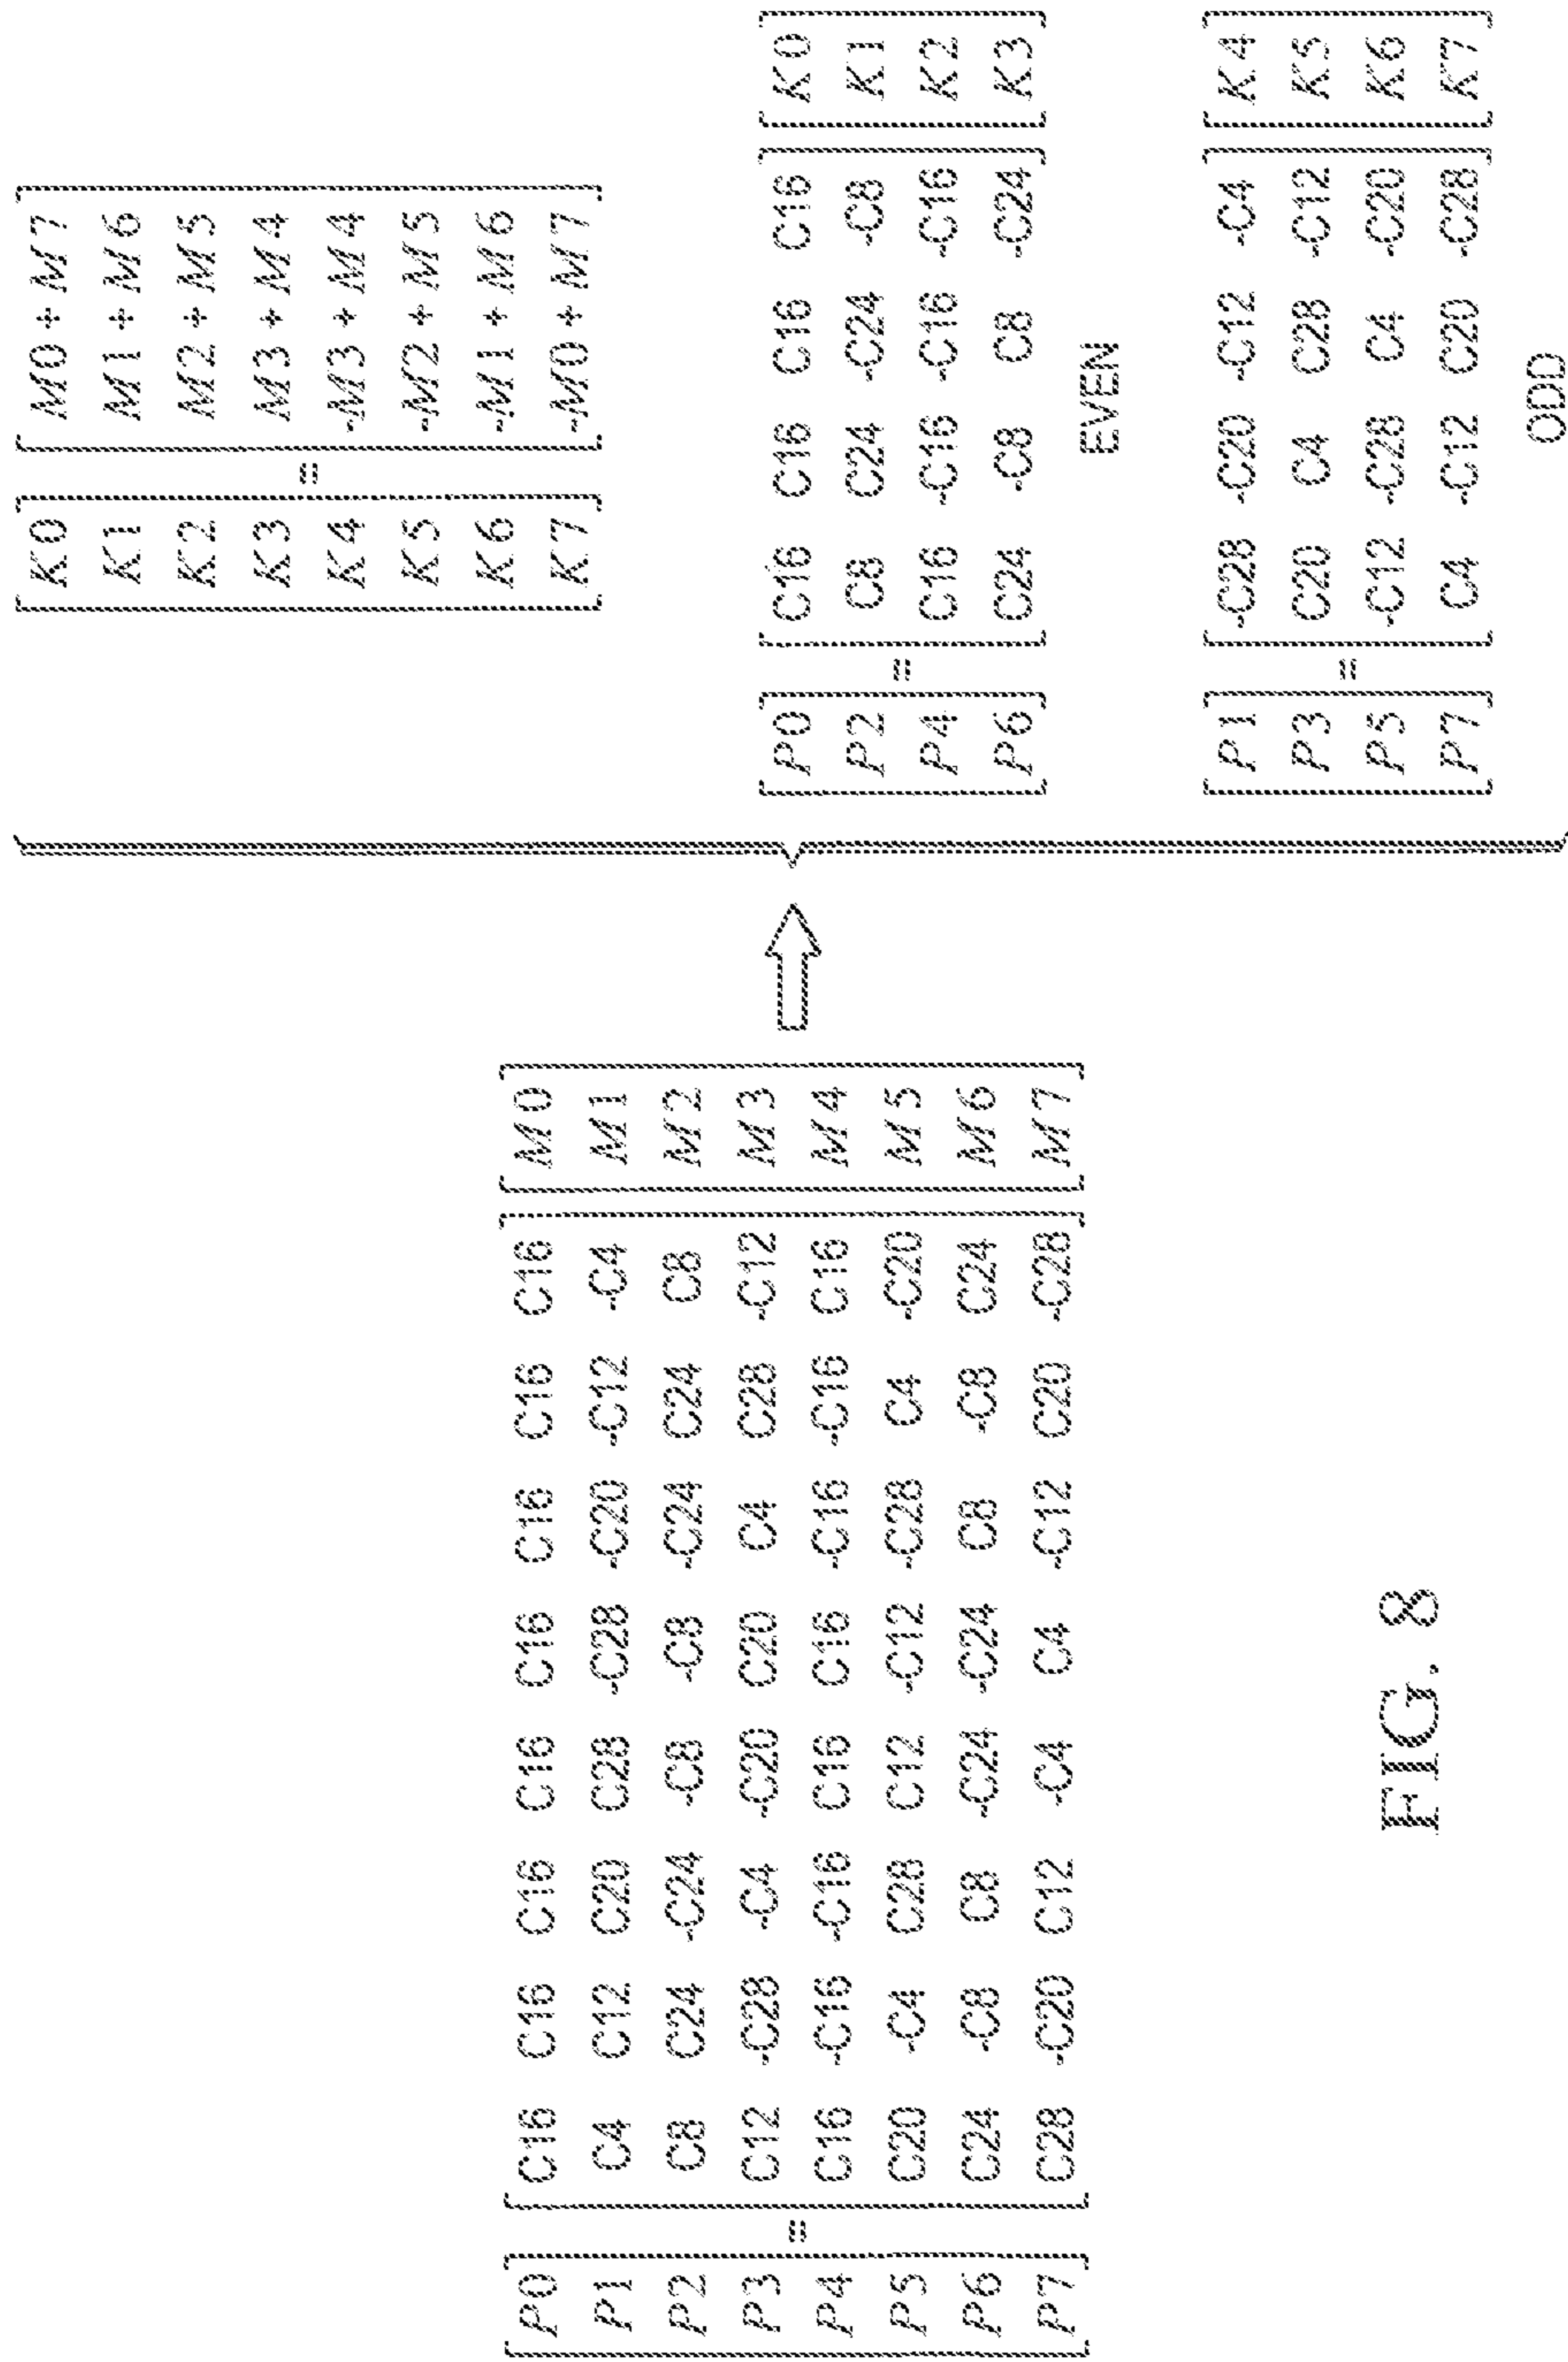 P0 C16 C16 C16 C16 C16 C16 C16 C16 M0
P1 C4 C12 C20 C28 -C28 -C20 -C12 -C4 M1
P2 C8 C24 -C24 -C8 -C8 -C24 C24 C8 M2
P3 C12 -C28 -C4 -C20 C20 C4 C28 -C12 M3
=
P4 C16 -C16 -C16 C16 C16 -C16 -C16 C16 M4
P5 C20 -C4 C28 C12 -C12 -C28 C4 -C20 M5
P6 C24 -C8 C8 -C24 -C24 C8 -C8 C24 M6
P7 C28 -C20 C12 -C4 C4 -C12 C20 -C28 M7
K0 M0 + M7
K1 M1 + M6
K2 M2 + M5
K3 M3 + M4
=
K4 -M3 + M4
K5 -M2 + M5
K6 -M1 + M6
K7 -M0 + M7
P0 C16 C16 C16 C16 K0
P2 C8 C24 -C24 -C8 K1
=
P4 C16 -C16 -C16 -C16 K2
P6 C24 -C8 C8 -C24 K3
EVEN
P1 -C28 -C20 -C12 -C4 K4
P3 C20 C4 C28 -C12 K5
=
P5 -C12 -C28 C4 -C20 K6
P7 C4 -C12 C20 -C28 K7
ODD
FIG. 8